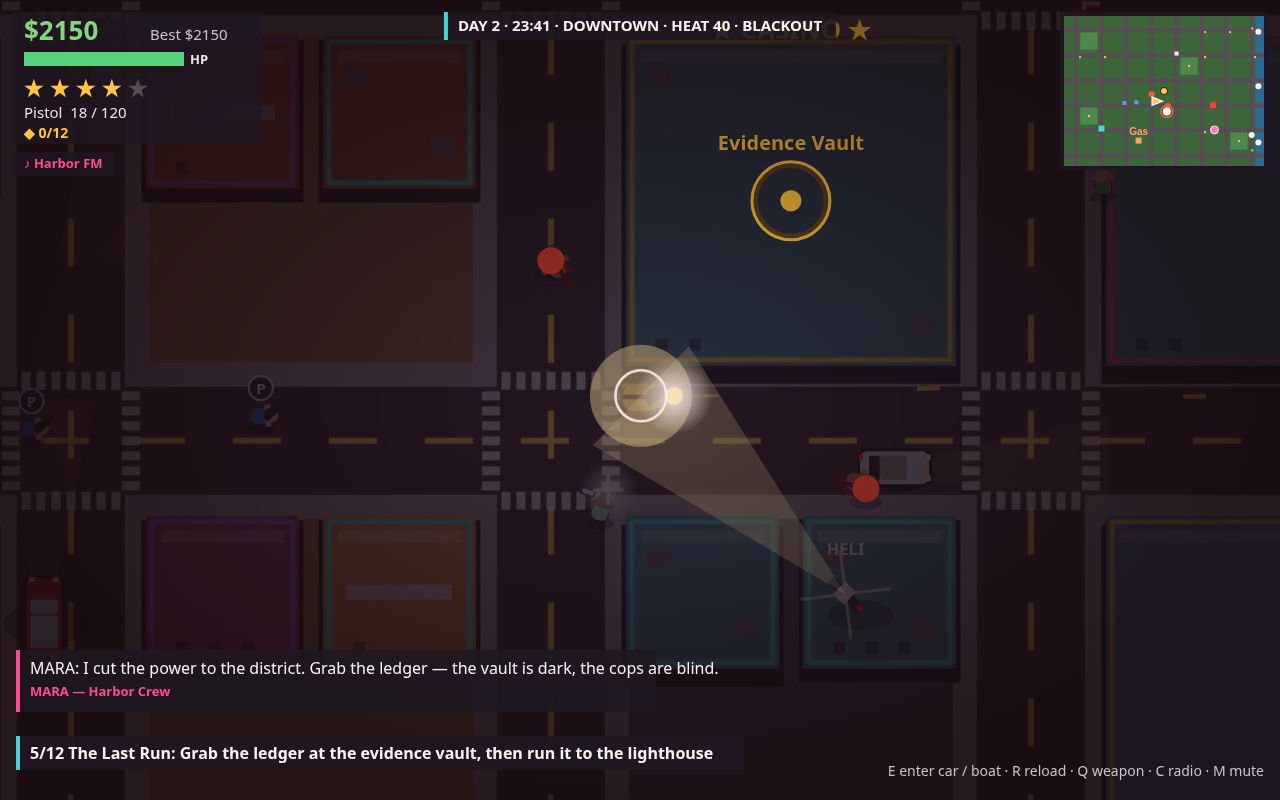 $2150
Best $2150
HP
Pistol 18 / 120
◆ 0/12
♪ Harbor FM
DAY 2 · 23:41 · DOWNTOWN · HEAT 40 · BLACKOUT
CASINO
Gas
Evidence Vault
P
P
HELI
MARA: I cut the power to the district. Grab the ledger — the vault is dark, the cops are blind.
MARA — Harbor Crew
5/12 The Last Run: Grab the ledger at the evidence vault, then run it to the lighthouse
E enter car / boat · R reload · Q weapon · C radio · M mute